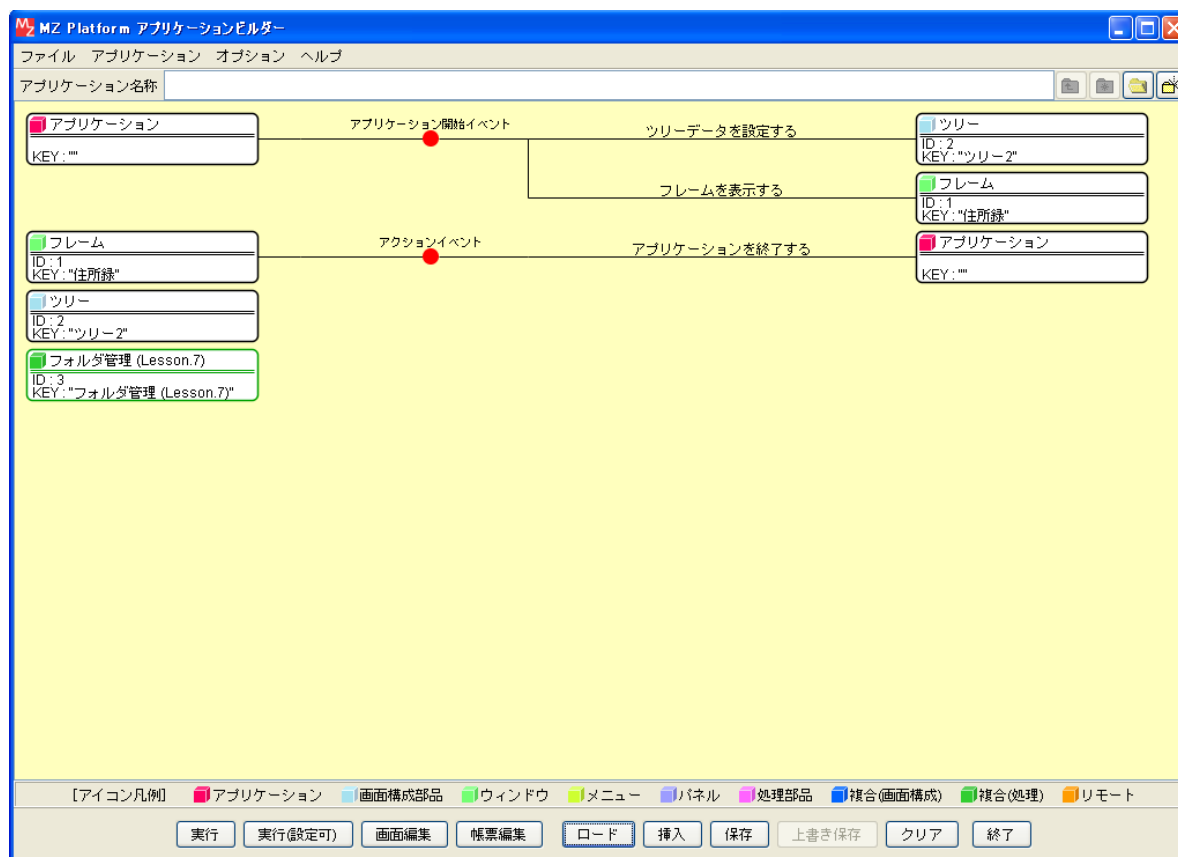 MZ Platform アプリケーションビルダー
ファイル アプリケーション オプション ヘルプ
アプリケーション名称
アプリケーション
KEY : ""
アプリケーション開始イベント
ツリーデータを設定する
ツリー
ID : 2
KEY : "ツリー2"
フレームを表示する
フレーム
ID : 1
KEY : "住所録"
フレーム
ID : 1
KEY : "住所録"
アクションイベント
アプリケーションを終了する
アプリケーション
KEY : ""
ツリー
ID : 2
KEY : "ツリー2"
フォルダ管理 (Lesson.7)
ID : 3
KEY : "フォルダ管理 (Lesson.7)"
[アイコン凡例] アプリケーション 画面構成部品 ウィンドウ メニュー パネル 処理部品 複合(画面構成) 複合(処理) リモート
実行 実行(設定可) 画面編集 帳票編集 ロード 挿入 保存 上書き保存 クリア 終了